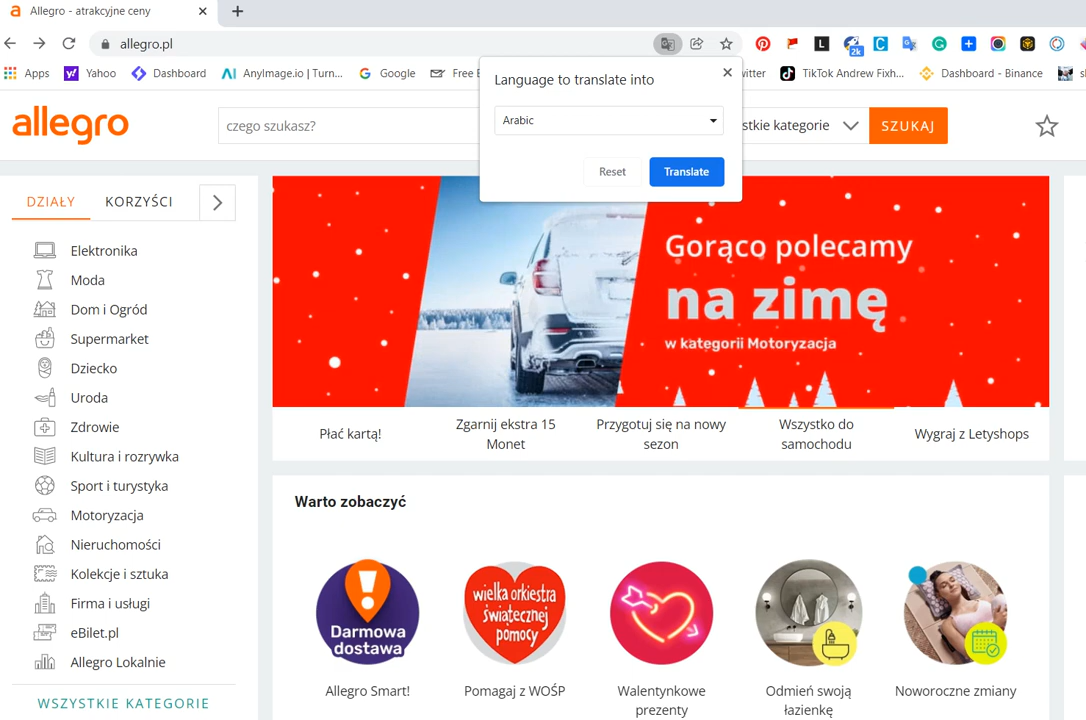 Allegro - atrakcyjne ceny
allegro.pl
2k
Apps
Yahoo
Dashboard
AnyImage.io | Turn...
Google
Free
witter
TikTok Andrew Fixh...
Dashboard - Binance
Language to translate into
Arabic
Reset
Translate
allegro
czego szukasz?
stkie kategorie
SZUKAJ
DZIAŁY
KORZYŚCI
Elektronika
Moda
Dom i Ogród
Supermarket
Dziecko
Uroda
Zdrowie
Kultura i rozrywka
Sport i turystyka
Motoryzacja
Nieruchomości
Kolekcje i sztuka
Firma i usługi
eBilet.pl
Allegro Lokalnie
WSZYSTKIE KATEGORIE
Gorąco polecamy
na zimę
w kategorii Motoryzacja
Płać kartą!
Zgarnij ekstra 15
Monet
Przygotuj się na nowy
sezon
Wszystko do
samochodu
Wygraj z Letyshops
Warto zobaczyć
Darmowa
dostawa
Allegro Smart!
wielka orkiestra
świątecznej
pomocy
Pomagaj z WOŚP
Walentynkowe
prezenty
Odmień swoją
łazienkę
Noworoczne zmiany